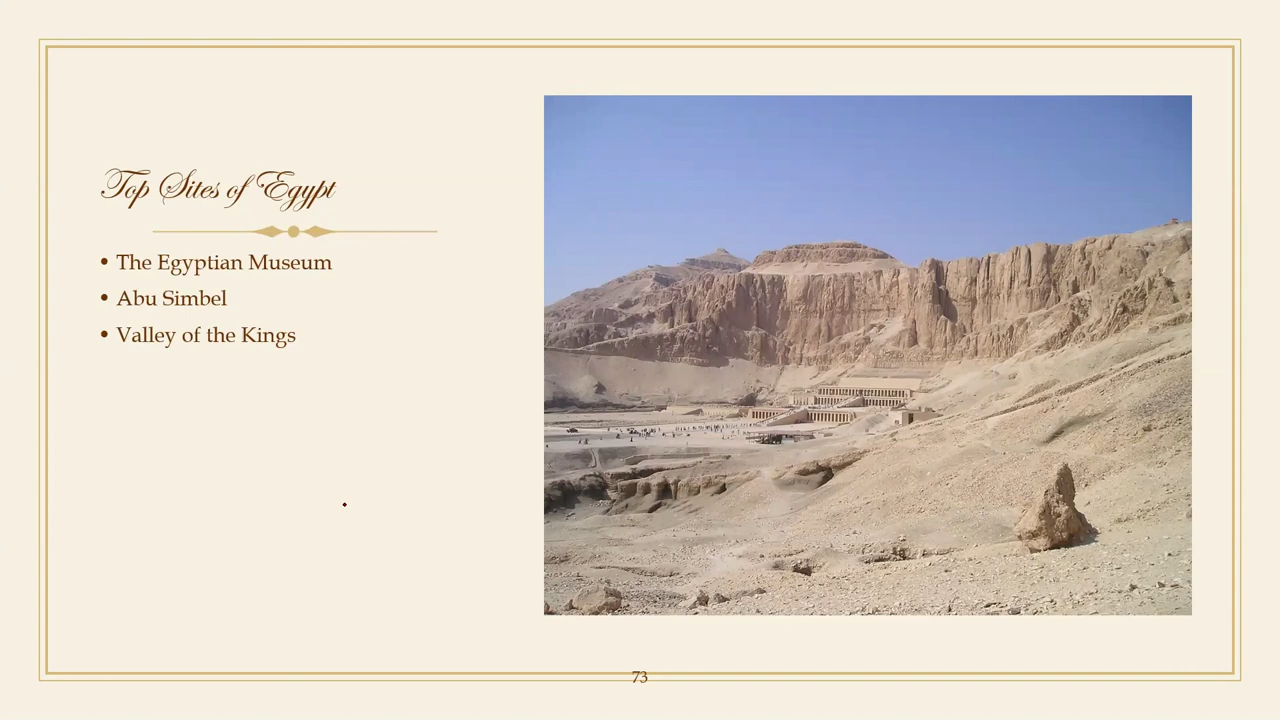 Top Sites of Egypt
• The Egyptian Museum
• Abu Simbel
• Valley of the Kings
73